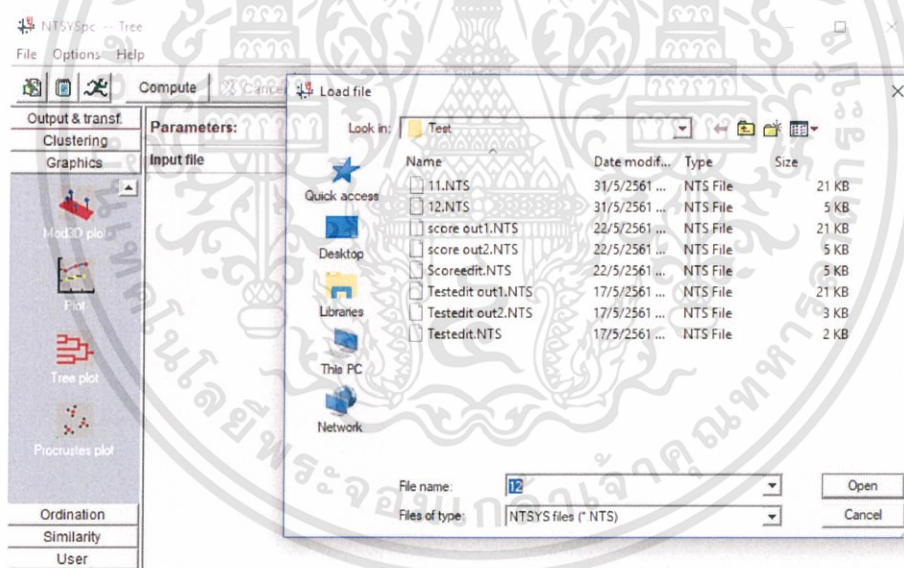 NTSYSpc -- Tree
File Options Help
Compute Cancel
Output & transf.
Clustering
Graphics
Mod3D plot
Plot
Tree plot
Procrustes plot
Ordination
Similarity
User
Parameters:
Input file
Load file
Look in: Test
Quick access
Desktop
Libraries
This PC
Network
Name Date modif... Type Size
11.NTS 31/5/2561 ... NTS File 21 KB
12.NTS 31/5/2561 ... NTS File 5 KB
score out1.NTS 22/5/2561 ... NTS File 21 KB
score out2.NTS 22/5/2561 ... NTS File 5 KB
Scoreedit.NTS 22/5/2561 ... NTS File 5 KB
Testedit out1.NTS 17/5/2561 ... NTS File 21 KB
Testedit out2.NTS 17/5/2561 ... NTS File 3 KB
Testedit.NTS 17/5/2561 ... NTS File 2 KB
File name: 12 Open
Files of type: NTSYS files (*.NTS) Cancel